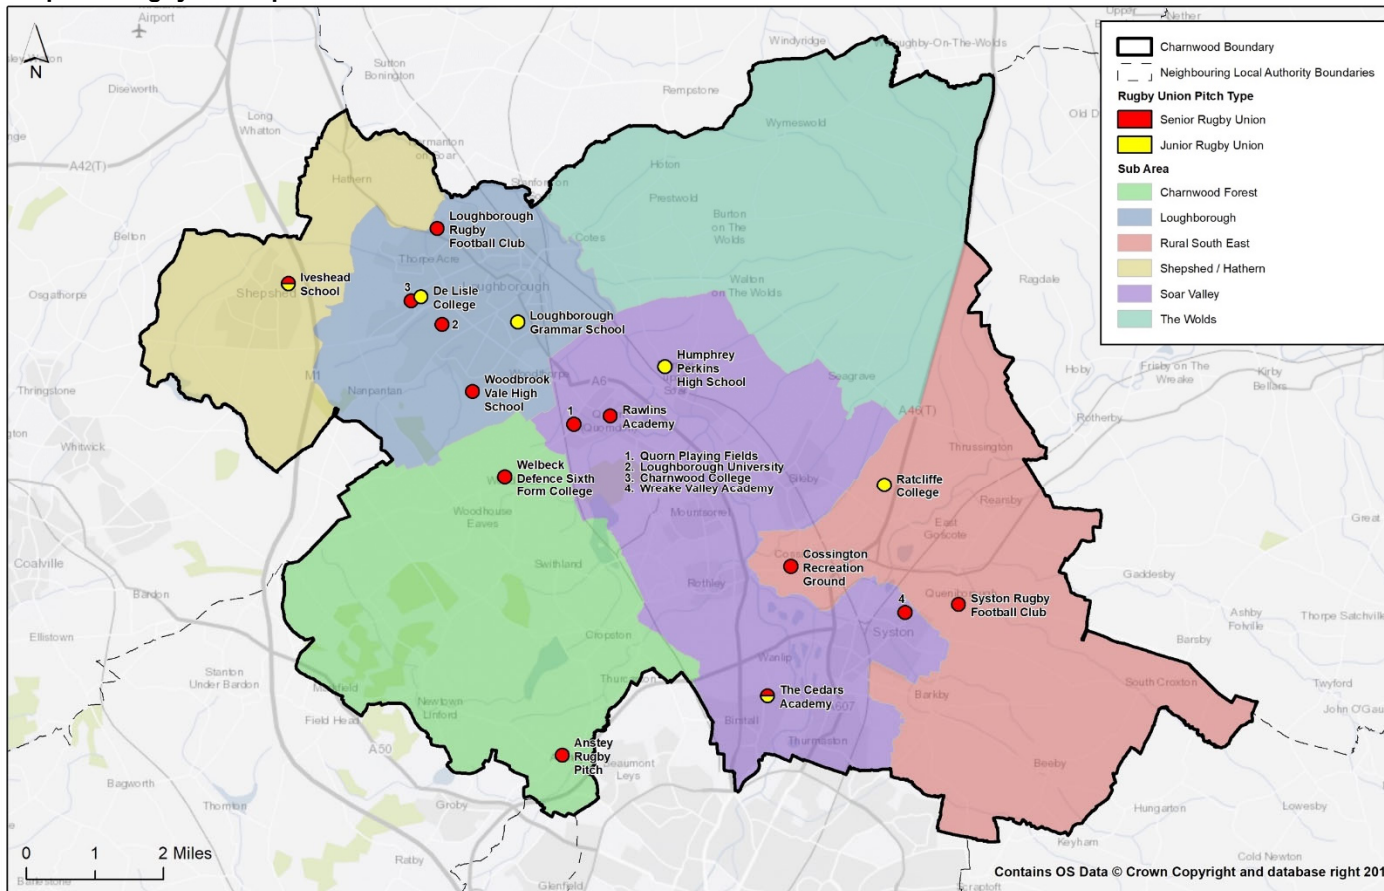 Airport
Diseworth
Long
Whatton
Sutton
Bonington
Rempstone
Windyridge
Nether
A42(T)
Hathern
Wymeswold
Hoton
Prestwold
Burton
on The
Wolds
Cotes
Walton
on The Wolds
Belton
Osgathorpe
Thorpe Acre
Loughborough
Rugby
Football Club
Iveshead
School
3
De Lisle
College
2
Loughborough
Grammar School
Humphrey
Perkins
High School
Woodbrook
Vale High
School
Nanpantan
M1
A6
1
Rawlins
Academy
1. Quorn Playing Fields
2. Loughborough University
3. Charnwood College
4. Wreake Valley Academy
Welbeck
Defence Sixth
Form College
Woodhouse
Eaves
Mountsorrel
Swithland
Rothley
Cropston
Seagrave
A46(T)
Thrussington
Ratcliffe
College
Rearsby
East
Goscote
Cossington
Recreation
Ground
4
Syston
Syston Rugby
Football Club
Wanlip
The Cedars
Academy
A607
Birstall
Thurmaston
Barkby
Beeby
South Croxton
Anstey
Rugby
Pitch
Beaumont
Leys
Newtown
Linford
Field Head
A50
Groby
Ratby
Glenfield
Thornton
Bagworth
Stanton
Under Bardon
Ellistown
Bardon
Coalville
Whitwick
Thringstone
Ragdale
Hoby
Frisby on The
Wreake
Kirby
Bellars
Rotherby
Great
Gaddesby
Ashby
Folville
Thorpe Satchville
Barsby
Twyford
Lowesby
Hungarton
Keyham
Cold Newton
N
0 1 2 Miles
Charnwood Boundary
Neighbouring Local Authority Boundaries
Rugby Union Pitch Type
Senior Rugby Union
Junior Rugby Union
Sub Area
Charnwood Forest
Loughborough
Rural South East
Shepshed / Hathern
Soar Valley
The Wolds
Contains OS Data © Crown Copyright and database right 201